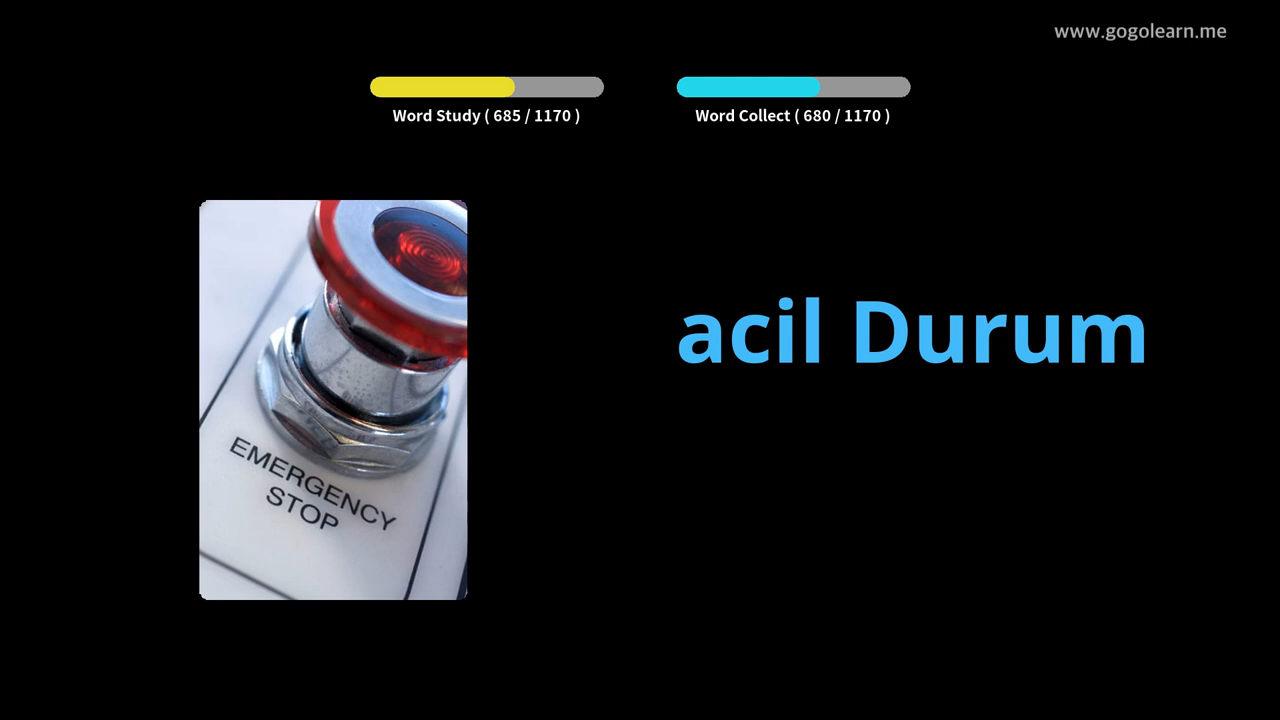 www.gogolearn.me
Word Study ( 685 / 1170 )
Word Collect ( 680 / 1170 )
acil Durum
EMERGENCY
STOP